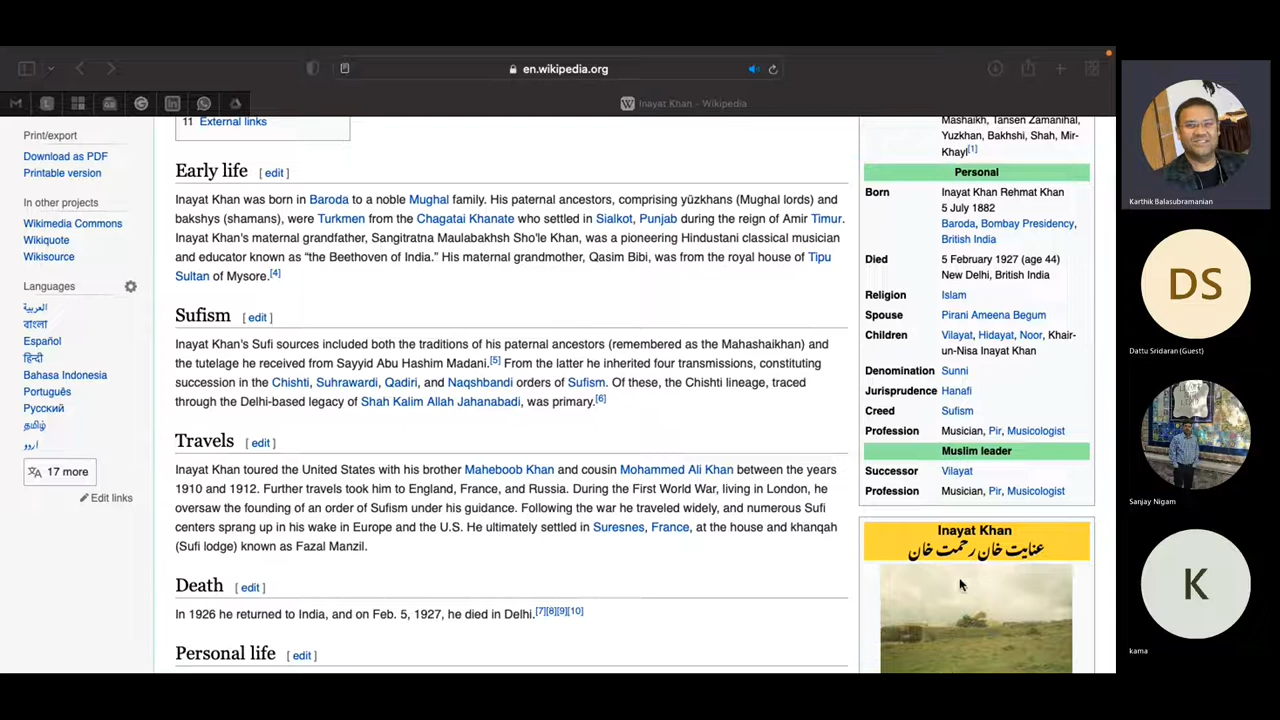 en.wikipedia.org
Inayat Khan - Wikipedia
Print/export
Download as PDF
Printable version
In other projects
Wikimedia Commons
Wikiquote
Wikisource
Languages
العربية
বাংলা
Español
हिन्दी
Bahasa Indonesia
Português
Русский
தமிழ்
اردو
17 more
Edit links
11 External links
Early life [ edit ]
Inayat Khan was born in Baroda to a noble Mughal family. His paternal ancestors, comprising yūzkhans (Mughal lords) and
bakshys (shamans), were Turkmen from the Chagatai Khanate who settled in Sialkot, Punjab during the reign of Amir Timur.
Inayat Khan's maternal grandfather, Sangitratna Maulabakhsh Sho'le Khan, was a pioneering Hindustani classical musician
and educator known as “the Beethoven of India.” His maternal grandmother, Qasim Bibi, was from the royal house of Tipu
Sultan of Mysore.[4]
Sufism [ edit ]
Inayat Khan's Sufi sources included both the traditions of his paternal ancestors (remembered as the Mahashaikhan) and
the tutelage he received from Sayyid Abu Hashim Madani.[5] From the latter he inherited four transmissions, constituting
succession in the Chishti, Suhrawardi, Qadiri, and Naqshbandi orders of Sufism. Of these, the Chishti lineage, traced
through the Delhi-based legacy of Shah Kalim Allah Jahanabadi, was primary.[6]
Travels [ edit ]
Inayat Khan toured the United States with his brother Maheboob Khan and cousin Mohammed Ali Khan between the years
1910 and 1912. Further travels took him to England, France, and Russia. During the First World War, living in London, he
oversaw the founding of an order of Sufism under his guidance. Following the war he traveled widely, and numerous Sufi
centers sprang up in his wake in Europe and the U.S. He ultimately settled in Suresnes, France, at the house and khanqah
(Sufi lodge) known as Fazal Manzil.
Death [ edit ]
In 1926 he returned to India, and on Feb. 5, 1927, he died in Delhi.[7][8][9][10]
Personal life [ edit ]
Mashaikh, Tansen Zamanihal,
Yuzkhan, Bakhshi, Shah, Mir-
Khayl[1]
Personal
Born Inayat Khan Rehmat Khan
5 July 1882
Baroda, Bombay Presidency,
British India
Died 5 February 1927 (age 44)
New Delhi, British India
Religion Islam
Spouse Pirani Ameena Begum
Children Vilayat, Hidayat, Noor, Khair-
un-Nisa Inayat Khan
Denomination Sunni
Jurisprudence Hanafi
Creed Sufism
Profession Musician, Pir, Musicologist
Muslim leader
Successor Vilayat
Profession Musician, Pir, Musicologist
Inayat Khan
عنایت خان رحمت خان
Karthik Balasubramanian
DS
Dattu Sridaran (Guest)
Sanjay Nigam
K
kama